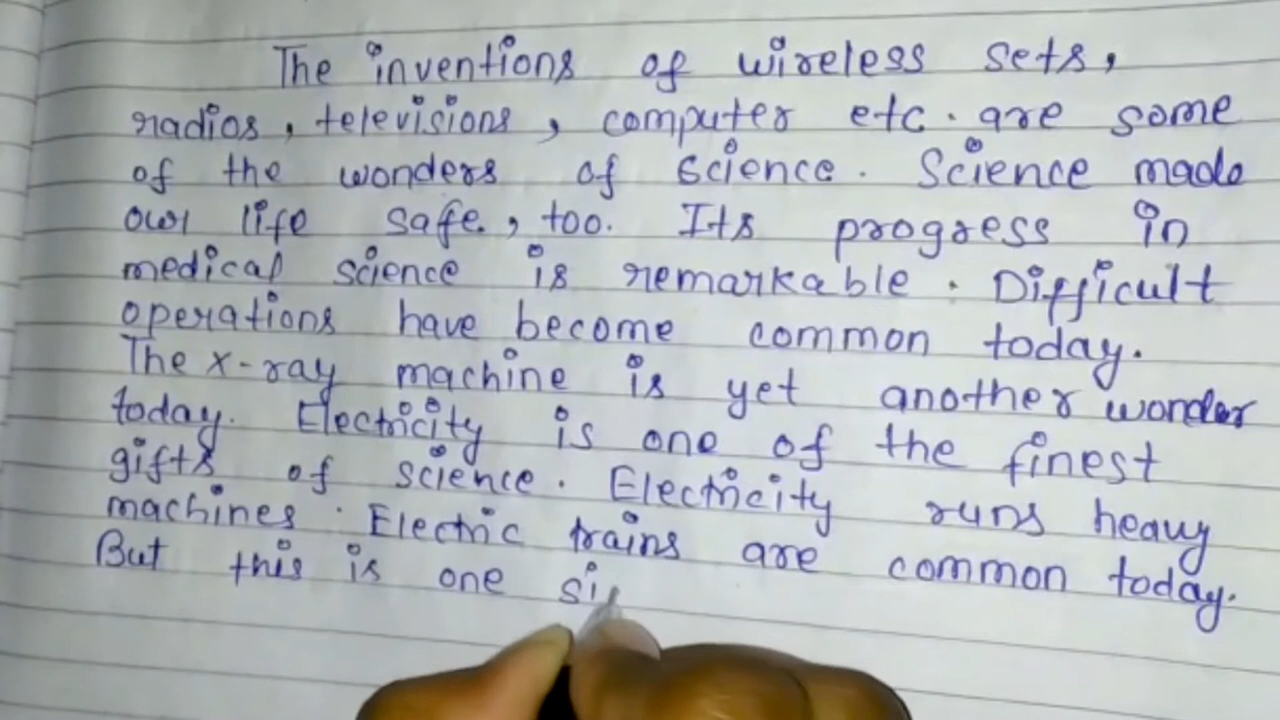 The inventions of wireless sets,
radios, televisions, computer etc. are some
of the wonders of science. Science made
our life safe, too. Its progress in
medical science is remarkable. Difficult
operations have become common today.
The x-ray machine is yet another wonder
today. Electricity is one of the finest
gifts of science. Electricity runs heavy
machines. Electric trains are common today.
But this is one si